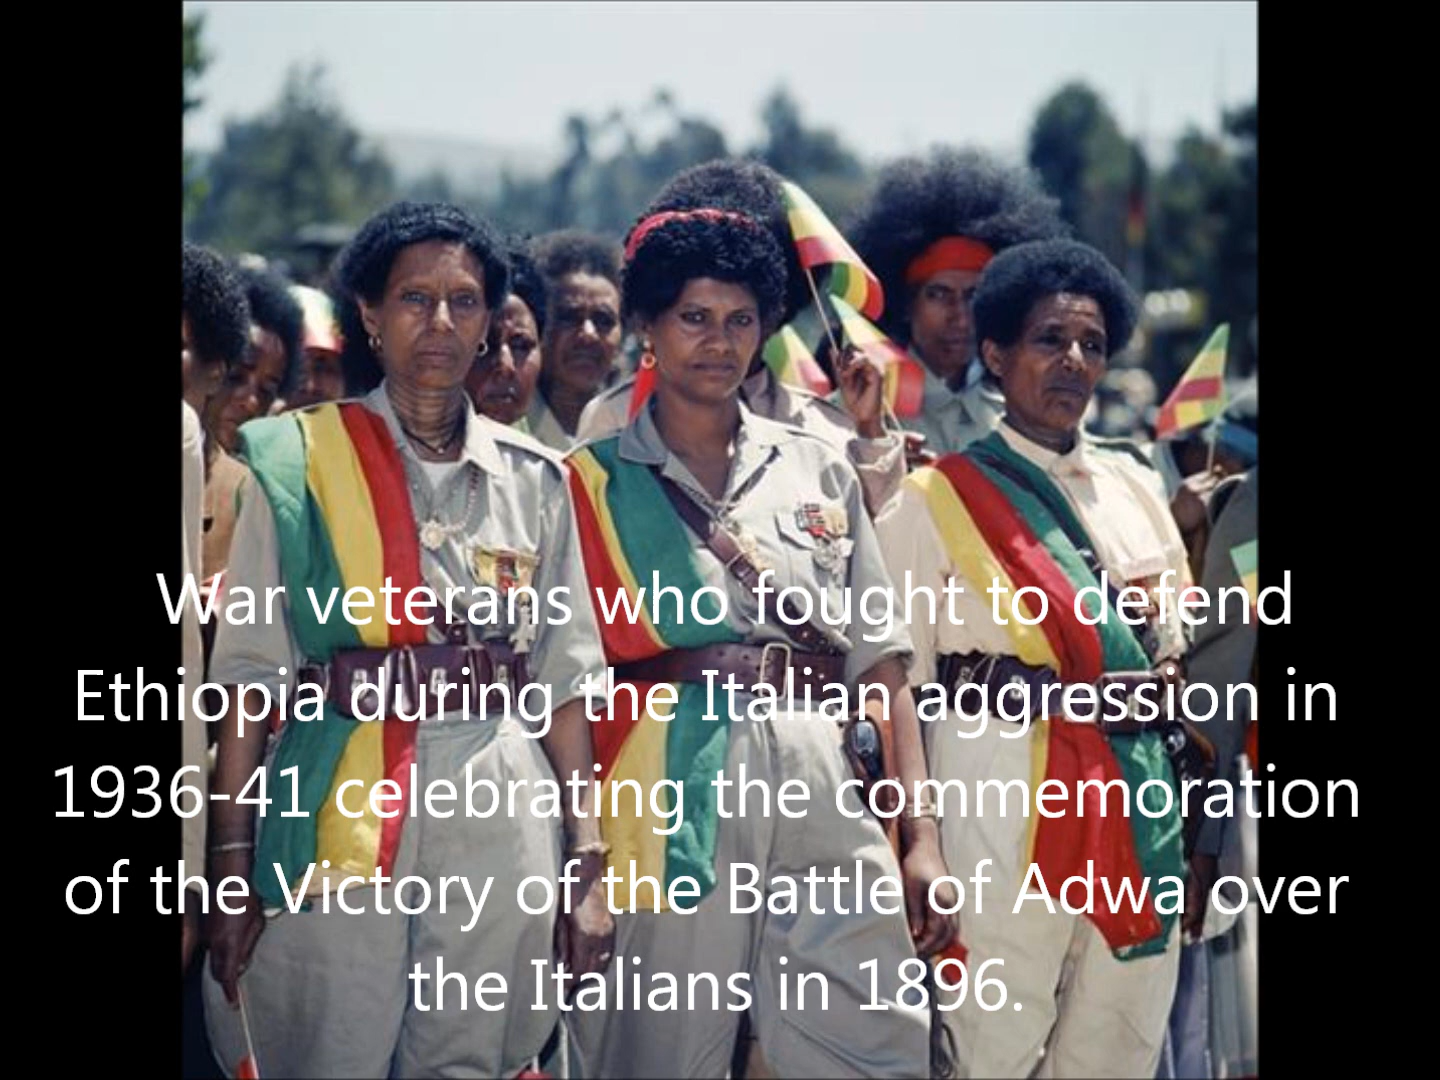 War veterans who fought to defend
Ethiopia during the Italian aggression in
1936-41 celebrating the commemoration
of the Victory of the Battle of Adwa over
the Italians in 1896.